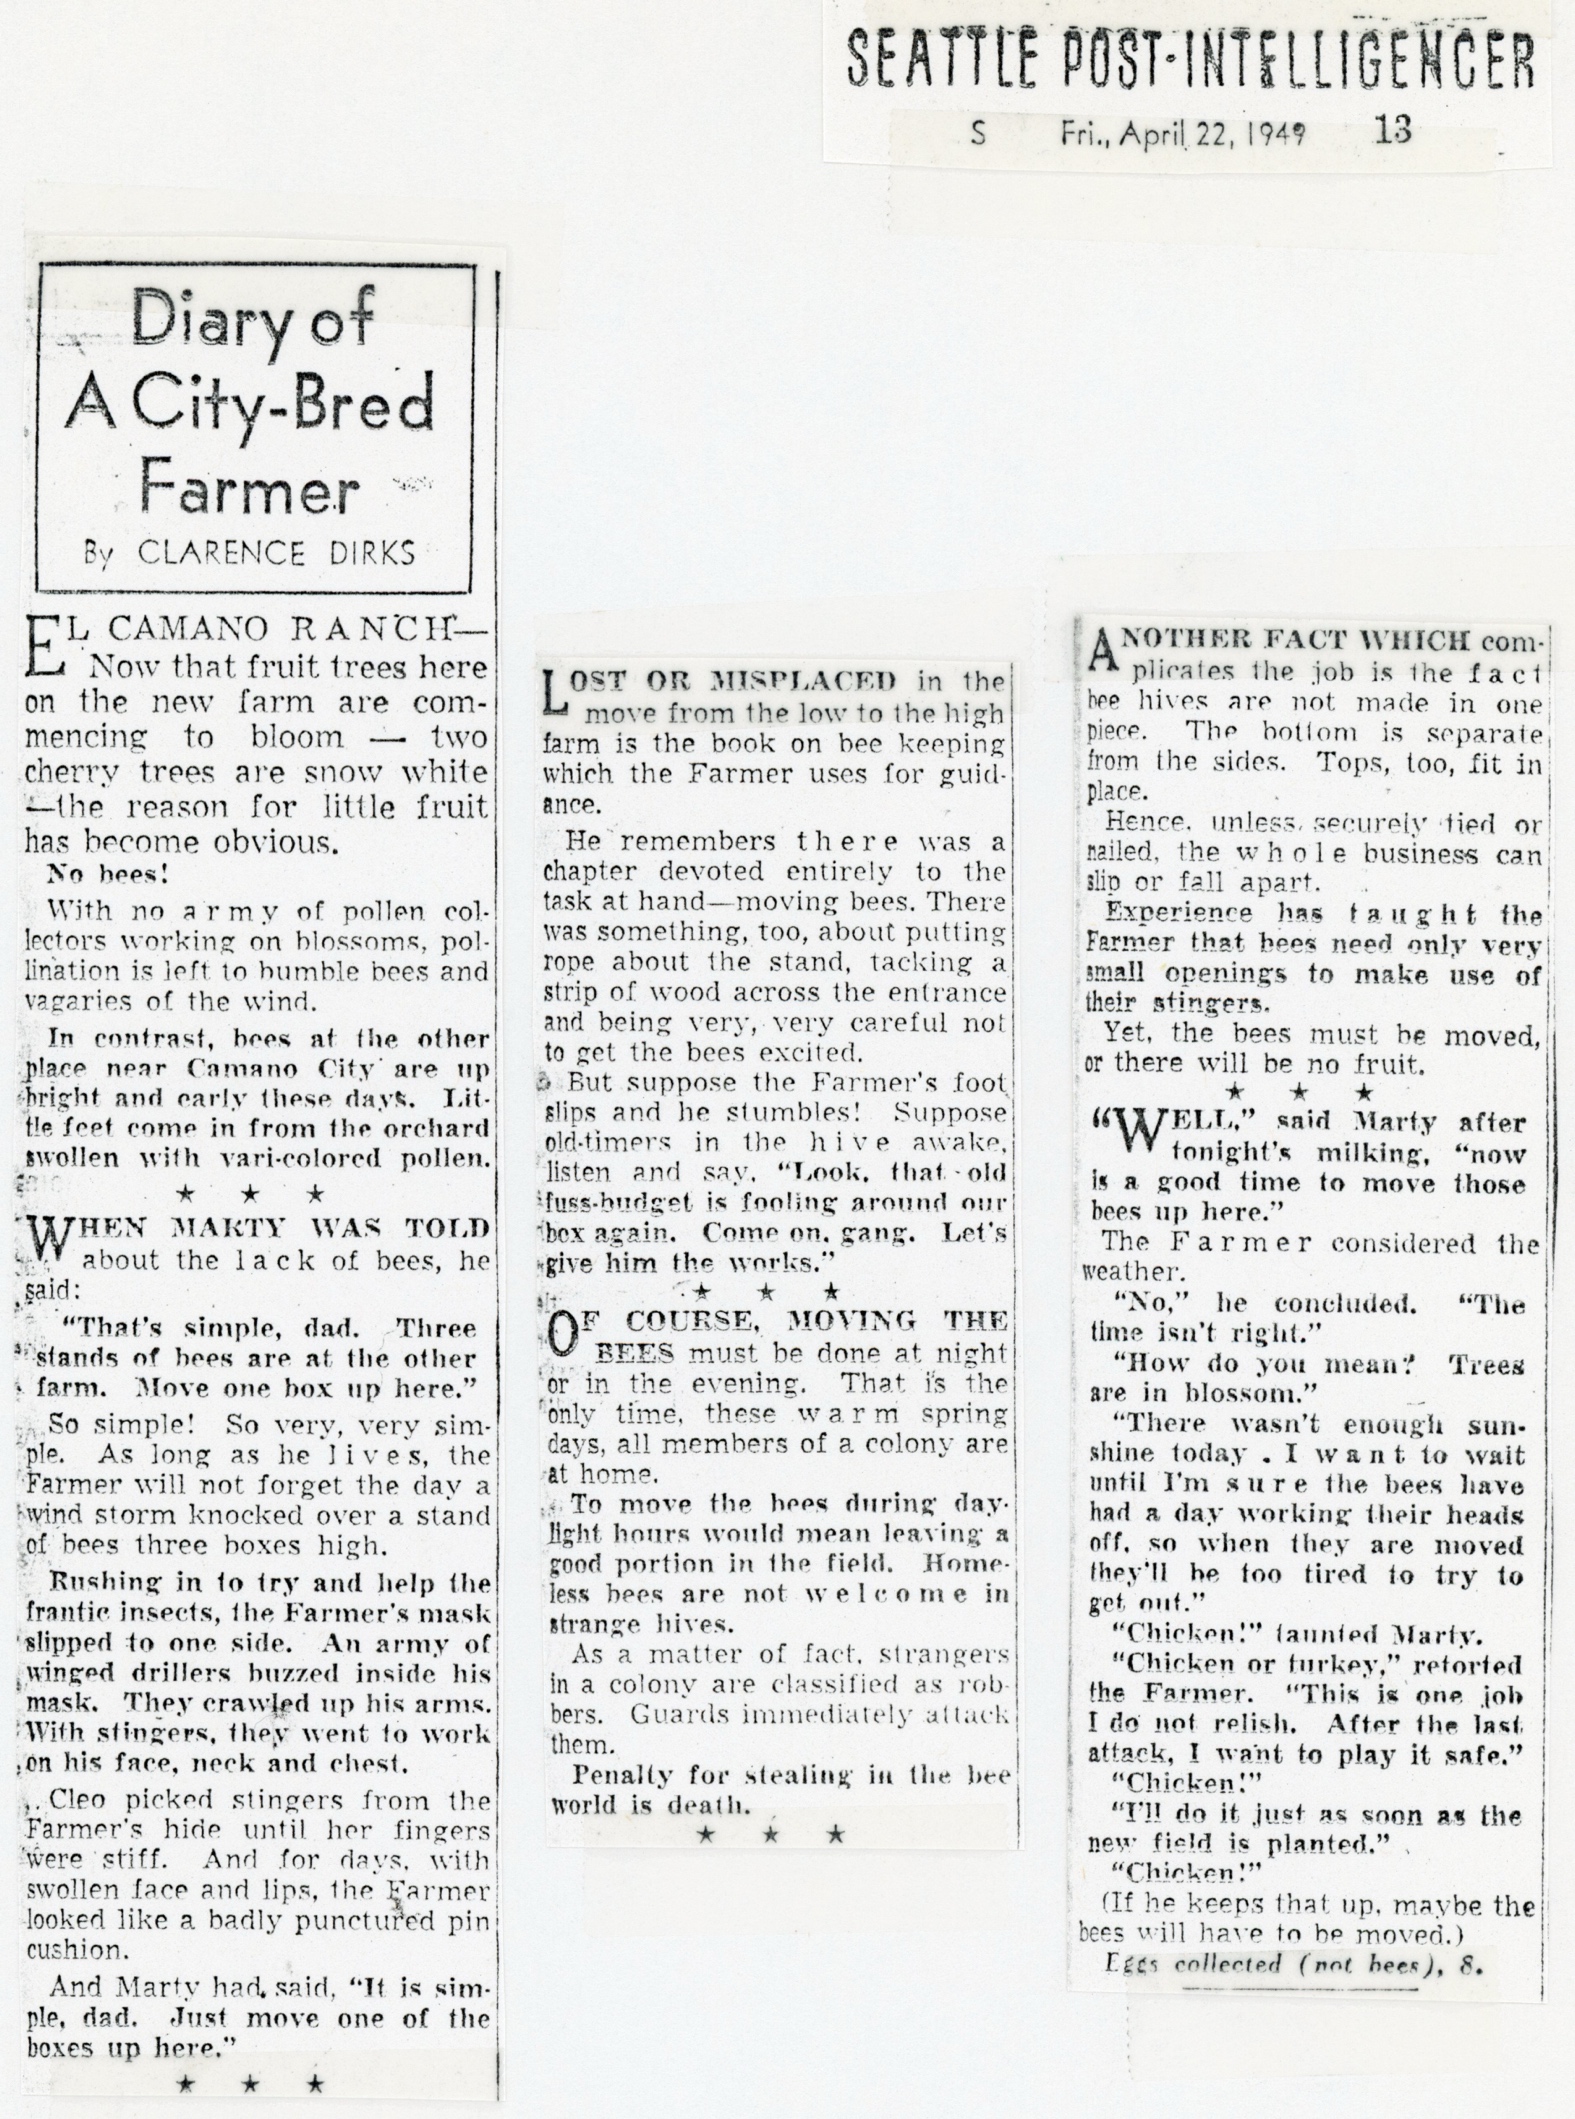 SEATTLE POST-INTELLIGENCER
S Fri., April 22, 1949 13
Diary of
A City-Bred
Farmer
By CLARENCE DIRKS
EL CAMANO RANCH—
Now that fruit trees here
on the new farm are com-
mencing to bloom — two
cherry trees are snow white
—the reason for little fruit
has become obvious.
No bees!
With no army of pollen col-
lectors working on blossoms, pol-
lination is left to bumble bees and
vagaries of the wind.
In contrast, bees at the other
place near Camano City are up
bright and early these days. Lit-
tle feet come in from the orchard
swollen with vari-colored pollen.
★ ★ ★
WHEN MARTY WAS TOLD
about the lack of bees, he
said:
“That’s simple, dad. Three
stands of bees are at the other
farm. Move one box up here.”
So simple! So very, very sim-
ple. As long as he lives, the
Farmer will not forget the day a
wind storm knocked over a stand
of bees three boxes high.
Rushing in to try and help the
frantic insects, the Farmer’s mask
slipped to one side. An army of
winged drillers buzzed inside his
mask. They crawled up his arms.
With stingers, they went to work
on his face, neck and chest.
Cleo picked stingers from the
Farmer’s hide until her fingers
were stiff. And for days, with
swollen face and lips, the Farmer
looked like a badly punctured pin
cushion.
And Marty had said, “It is sim-
ple, dad. Just move one of the
boxes up here.”
★ ★ ★
LOST OR MISPLACED in the
move from the low to the high
farm is the book on bee keeping
which the Farmer uses for guid-
ance.
He remembers there was a
chapter devoted entirely to the
task at hand—moving bees. There
was something, too, about putting
rope about the stand, tacking a
strip of wood across the entrance
and being very, very careful not
to get the bees excited.
But suppose the Farmer’s foot
slips and he stumbles! Suppose
old-timers in the hive awake,
listen and say, “Look, that old
fuss-budget is fooling around our
box again. Come on, gang. Let’s
give him the works.”
★ ★ ★
OF COURSE, MOVING THE
BEES must be done at night
or in the evening. That is the
only time, these warm spring
days, all members of a colony are
at home.
To move the bees during day-
light hours would mean leaving a
good portion in the field. Home-
less bees are not welcome in
strange hives.
As a matter of fact, strangers
in a colony are classified as rob-
bers. Guards immediately attack
them.
Penalty for stealing in the bee
world is death.
★ ★ ★
ANOTHER FACT WHICH com-
plicates the job is the fact
bee hives are not made in one
piece. The bottom is separate
from the sides. Tops, too, fit in
place.
Hence, unless securely tied or
nailed, the whole business can
slip or fall apart.
Experience has taught the
Farmer that bees need only very
small openings to make use of
their stingers.
Yet, the bees must be moved,
or there will be no fruit.
★ ★ ★
“WELL,” said Marty after
tonight’s milking, “now
is a good time to move those
bees up here.”
The Farmer considered the
weather.
“No,” he concluded. “The
time isn’t right.”
“How do you mean? Trees
are in blossom.”
“There wasn’t enough sun-
shine today . I want to wait
until I’m sure the bees have
had a day working their heads
off, so when they are moved
they’ll be too tired to try to
get out.”
“Chicken!” taunted Marty.
“Chicken or turkey,” retorted
the Farmer. “This is one job
I do not relish. After the last
attack, I want to play it safe.”
“Chicken!”
“I’ll do it just as soon as the
new field is planted.”
“Chicken!”
(If he keeps that up, maybe the
bees will have to be moved.)
Eggs collected (not bees), 8.